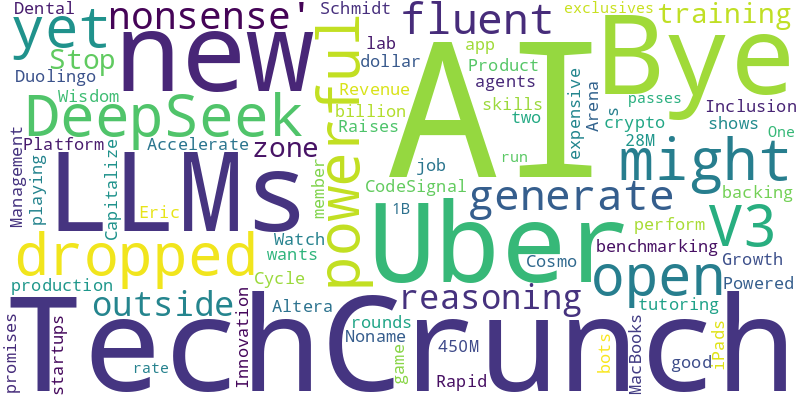 Dental
nonsense'
Schmidt
fluent
exclusives
training
yet
new
Stop
lab
app
dollar
Product
Duolingo
Wisdom
DeepSeek
powerful
AI
Bye
Revenue
agents
billion
skills
Raises
two
expensive
Arena
s
crypto
passes
Inclusion
shows
One
28M
Management
Platform
playing
Capitalize
Accelerate
zone
member
job
run
might
LLMs
Eric
CodeSignal
1B
generate
backing
Uber
V3
dropped
Watch
wants
Cycle
perform
benchmarking
Cosmo
open
Growth
Powered
production
outside
Innovation
Altera
reasoning
tutoring
TechCrunch
promises
startups
rate
rounds
Noname
game
450M
Rapid
bots
MacBooks
good
iPads